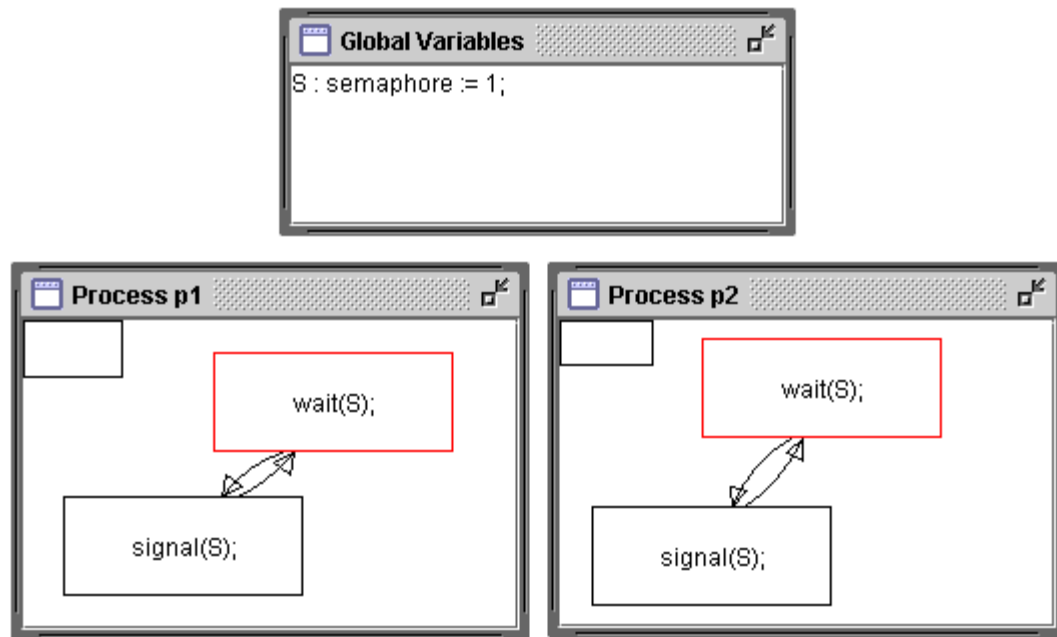 Global Variables
S : semaphore := 1;
Process p1
wait(S);
signal(S);
Process p2
wait(S);
signal(S);